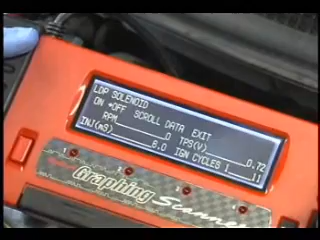 LDP SOLENOID
ON *OFF SCROLL DATA EXIT
RPM 0 TPS(V) 0.72
INJ(mS) 6.0 IGN CYCLES 1 11
Graphing Scanner